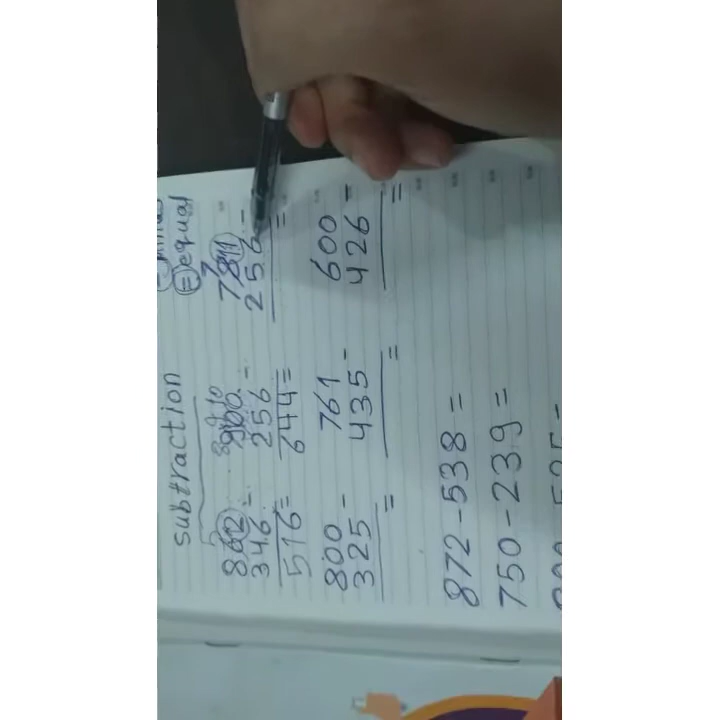 = equal
subtraction
862 - 900 - 781 -
346 256 256
516 = 644 = =
800 - 761 - 600 -
325 435 426
= = =
872 - 538 =
750 - 239 =